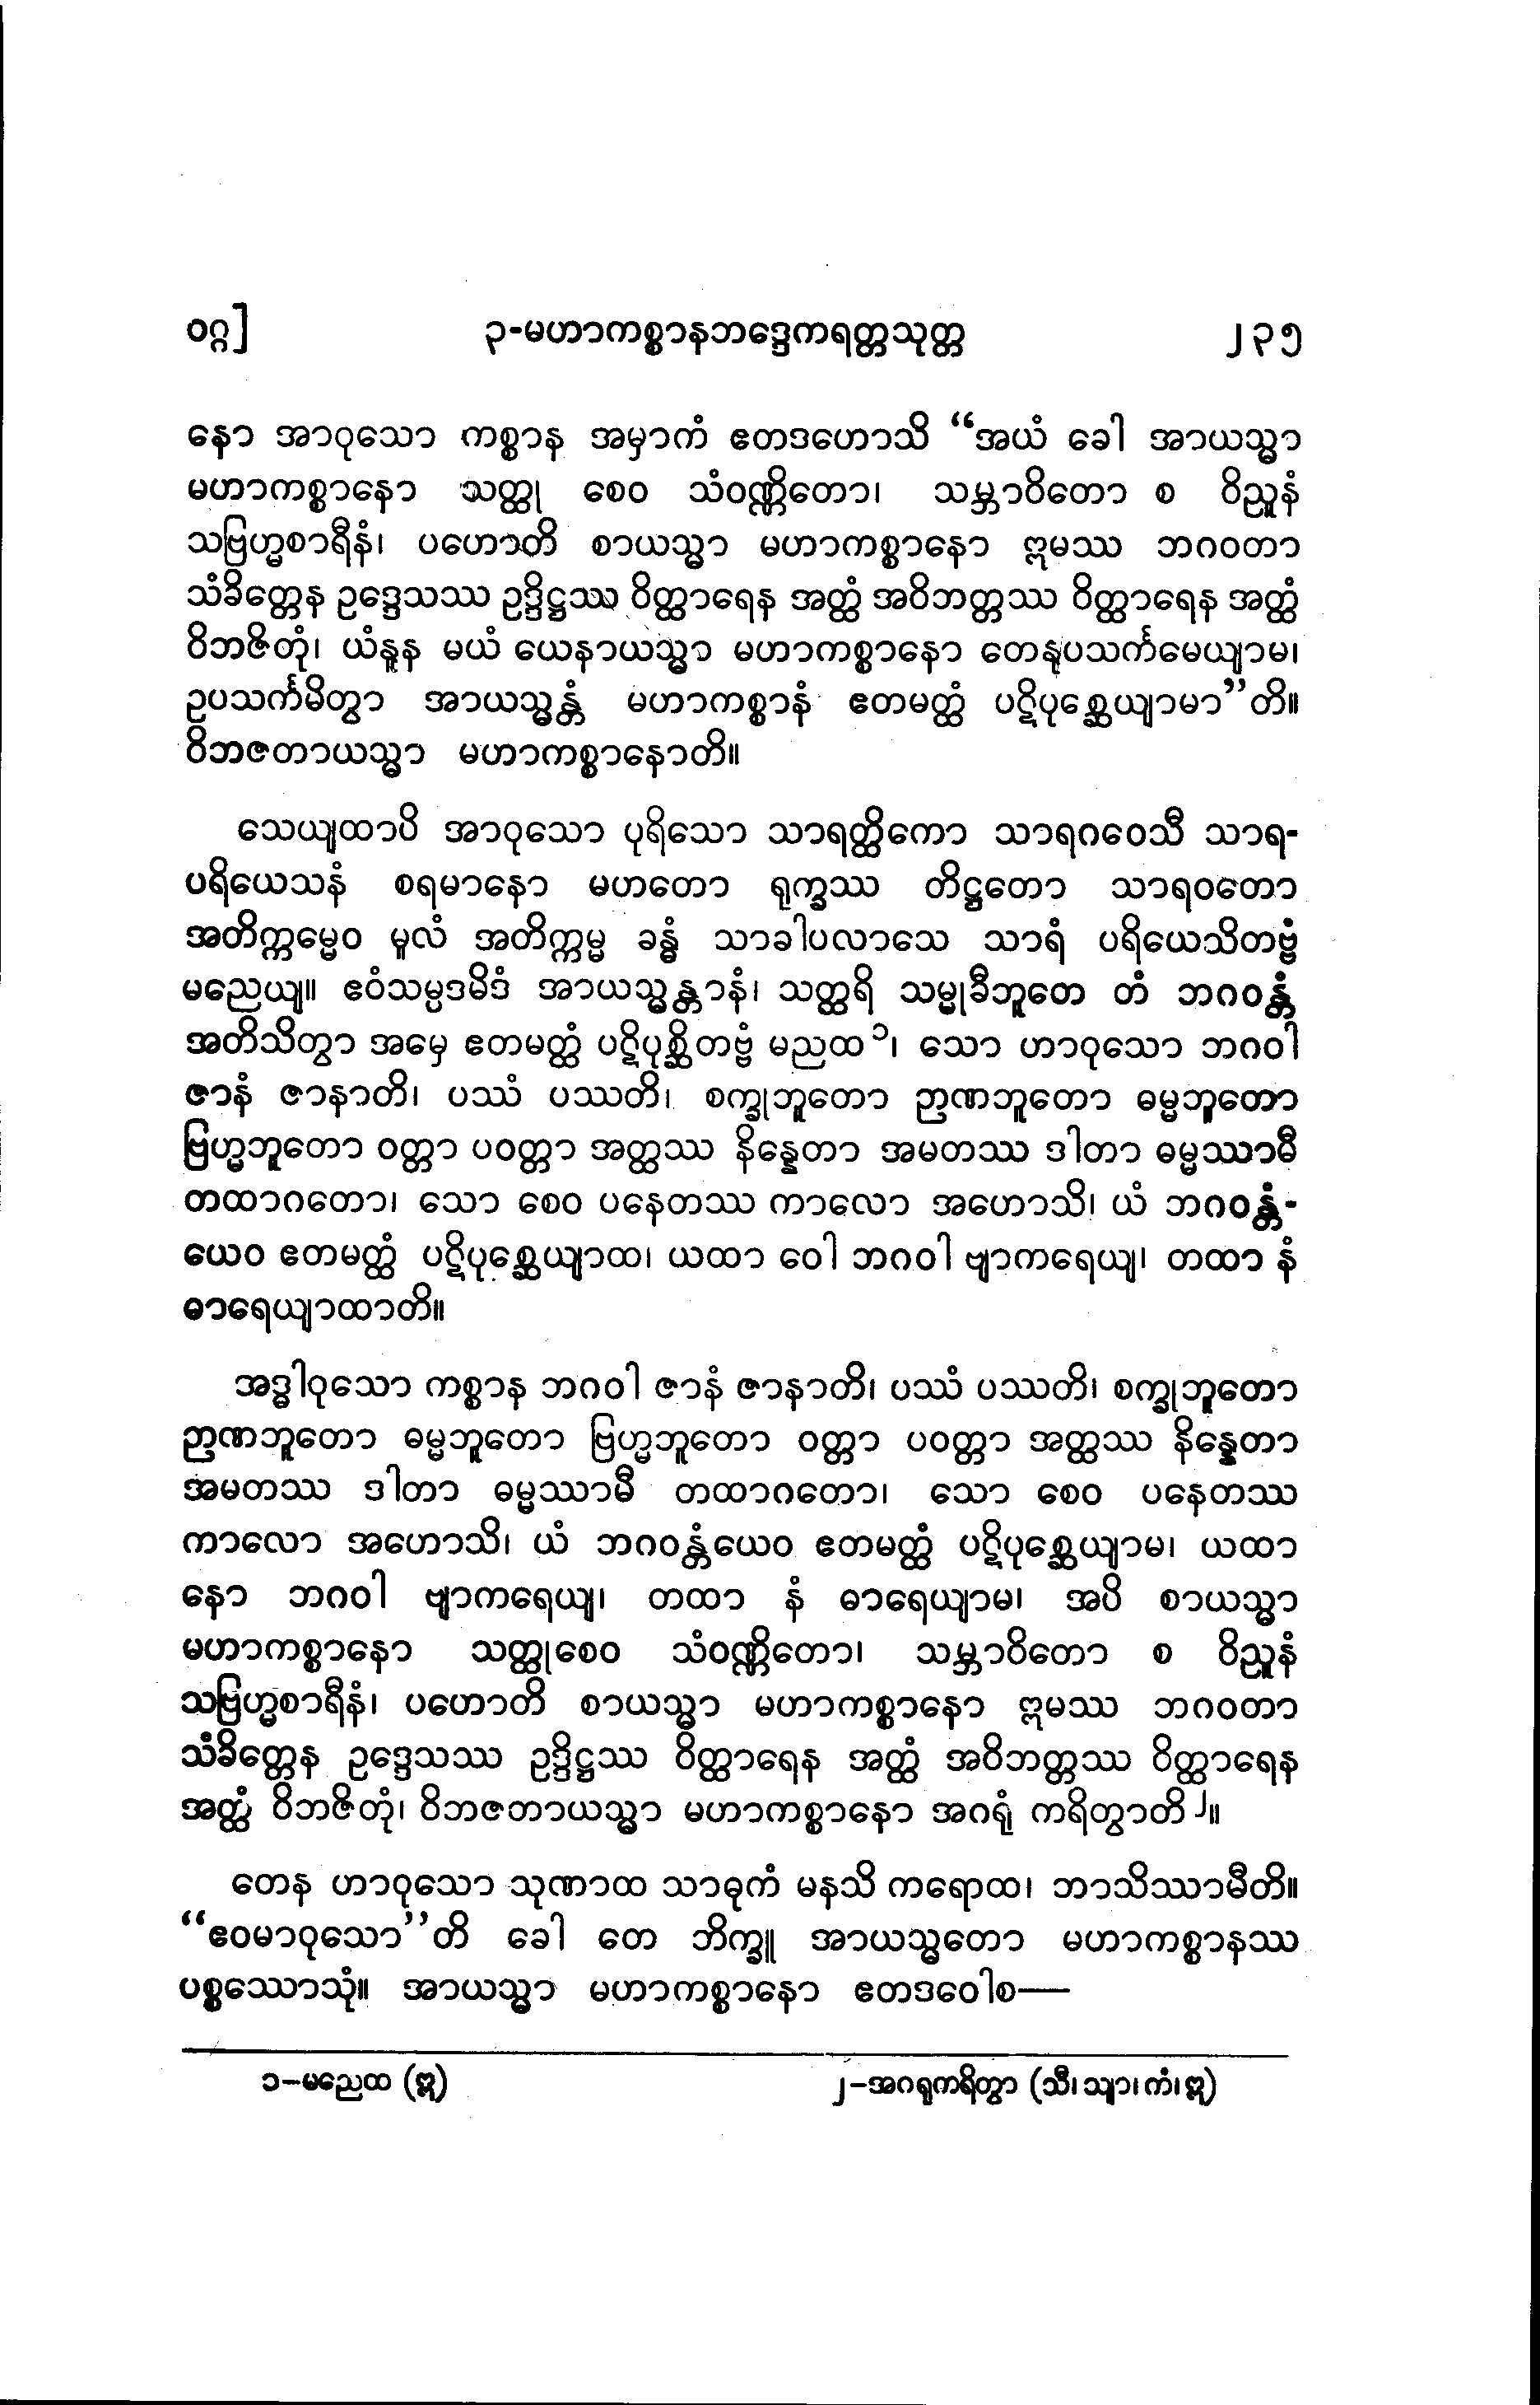 ဝဂ္ဂ] ၃-မဟာကစ္စာနဘဒ္ဒေကရတ္တသုတ္တ ၂၃၅
နော အာဝုသော ကစ္စာန အမှာကံ ဧတဒဟောသိ “အယံ ခေါ အာယသ္မာ
မဟာကစ္စာနော သတ္ထု စေဝ သံဝဏ္ဏိတော၊ သမ္ဘာဝိတော စ ဝိညူနံ
သဗြဟ္မစာရီနံ၊ ပဟောတိ စာယသ္မာ မဟာကစ္စာနော ဣမဿ ဘဂဝတာ
သံခိတ္တေန ဥဒ္ဒေသဿ ဥဒ္ဒိဋ္ဌဿ ဝိတ္ထာရေန အတ္ထံ အဝိဘတ္တဿ ဝိတ္ထာရေန အတ္ထံ
ဝိဘဇိတုံ၊ ယံနူန မယံ ယေနာယသ္မာ မဟာကစ္စာနော တေနုပသင်္ကမေယျာမ၊
ဥပသင်္ကမိတွာ အာယသ္မန္တံ မဟာကစ္စာနံ ဧတမတ္ထံ ပဋိပုစ္ဆေယျာမာ”တိ။
ဝိဘဇတာယသ္မာ မဟာကစ္စာနောတိ။
သေယျထာပိ အာဝုသော ပုရိသော သာရတ္ထိကော သာရဂဝေသီ သာရ-
ပရိယေသနံ စရမာနော မဟတော ရုက္ခဿ တိဋ္ဌတော သာရဝတော
အတိက္ကမ္မေဝ မူလံ အတိက္ကမ္မ ခန္ဓံ သာခါပလာသေ သာရံ ပရိယေသိတဗ္ဗံ
မညေယျ။ ဧဝံသမ္ပဒမိဒံ အာယသ္မန္တာနံ၊ သတ္ထရိ သမ္မုခီဘူတေ တံ ဘဂဝန္တံ
အတိသိတွာ အမှေ ဧတမတ္ထံ ပဋိပုစ္ဆိတဗ္ဗံ မညထ၁၊ သော ဟာဝုသော ဘဂဝါ
ဇာနံ ဇာနာတိ၊ ပဿံ ပဿတိ၊ စက္ခုဘူတော ဉာဏဘူတော ဓမ္မဘူတော
ဗြဟ္မဘူတော ဝတ္တာ ပဝတ္တာ အတ္ထဿ နိန္နေတာ အမတဿ ဒါတာ ဓမ္မဿာမီ
တထာဂတော၊ သော စေဝ ပနေတဿ ကာလော အဟောသိ၊ ယံ ဘဂဝန္တံ-
ယေဝ ဧတမတ္ထံ ပဋိပုစ္ဆေယျာထ၊ ယထာ ဝေါ ဘဂဝါ ဗျာကရေယျ၊ တထာ နံ
ဓာရေယျာထာတိ။
အဒ္ဓါဝုသော ကစ္စာန ဘဂဝါ ဇာနံ ဇာနာတိ၊ ပဿံ ပဿတိ၊ စက္ခုဘူတော
ဉာဏဘူတော ဓမ္မဘူတော ဗြဟ္မဘူတော ဝတ္တာ ပဝတ္တာ အတ္ထဿ နိန္နေတာ
အမတဿ ဒါတာ ဓမ္မဿာမီ တထာဂတော၊ သော စေဝ ပနေတဿ
ကာလော အဟောသိ၊ ယံ ဘဂဝန္တံယေဝ ဧတမတ္ထံ ပဋိပုစ္ဆေယျာမ၊ ယထာ
နော ဘဂဝါ ဗျာကရေယျ၊ တထာ နံ ဓာရေယျာမ၊ အပိ စာယသ္မာ
မဟာကစ္စာနော သတ္ထုစေဝ သံဝဏ္ဏိတော၊ သမ္ဘာဝိတော စ ဝိညူနံ
သဗြဟ္မစာရီနံ၊ ပဟောတိ စာယသ္မာ မဟာကစ္စာနော ဣမဿ ဘဂဝတာ
သံခိတ္တေန ဥဒ္ဒေသဿ ဥဒ္ဒိဋ္ဌဿ ဝိတ္ထာရေန အတ္ထံ အဝိဘတ္တဿ ဝိတ္ထာရေန
အတ္ထံ ဝိဘဇိတုံ၊ ဝိဘဇတာယသ္မာ မဟာကစ္စာနော အဂရုံ ကရိတွာတိ၂။
တေန ဟာဝုသော သုဏာထ သာဓုကံ မနသိ ကရောထ၊ ဘာသိဿာမီတိ။
“ဧဝမာဝုသော”တိ ခေါ တေ ဘိက္ခူ အာယသ္မတော မဟာကစ္စာနဿ
ပစ္စဿောသုံ။ အာယသ္မာ မဟာကစ္စာနော ဧတဒဝေါစ—
၁–မညေထ (ဣ) ၂–အဂရုကရိတွာ (သီ၊ သျာ၊ ကံ၊ ဣ)